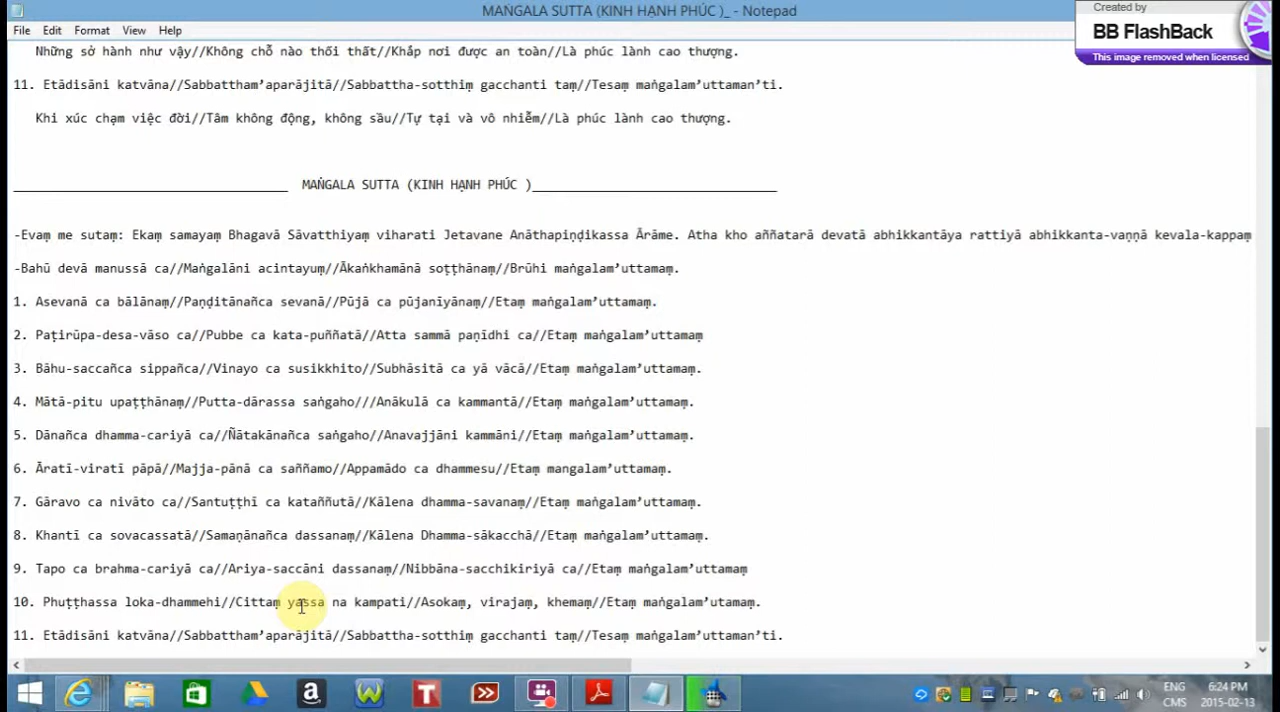 MAṄGALA SUTTA (KINH HẠNH PHÚC )_ - Notepad
Created by
BB FlashBack
This image removed when licensed
File Edit Format View Help
Những sở hành như vậy//Không chỗ nào thối thất//Khắp nơi được an toàn//Là phúc lành cao thượng.
11. Etādisāni katvāna//Sabbattham’aparājitā//Sabbattha-sotthiṃ gacchanti taṃ//Tesaṃ maṅgalam’uttaman’ti.
Khi xúc chạm việc đời//Tâm không động, không sầu//Tự tại và vô nhiễm//Là phúc lành cao thượng.
_____________________________________ MAṄGALA SUTTA (KINH HẠNH PHÚC )_________________________________
-Evaṃ me sutaṃ: Ekaṃ samayaṃ Bhagavā Sāvatthiyaṃ viharati Jetavane Anāthapiṇḍikassa Ārāme. Atha kho aññatarā devatā abhikkantāya rattiyā abhikkanta-vaṇṇā kevala-kappaṃ
-Bahū devā manussā ca//Maṅgalāni acintayuṃ//Ākaṅkhamānā soṭṭhānaṃ//Brūhi maṅgalam’uttamaṃ.
1. Asevanā ca bālānaṃ//Paṇḍitānañca sevanā//Pūjā ca pūjanīyānaṃ//Etaṃ maṅgalam’uttamaṃ.
2. Paṭirūpa-desa-vāso ca//Pubbe ca kata-puññatā//Atta sammā paṇīdhi ca//Etaṃ maṅgalam’uttamaṃ
3. Bāhu-saccañca sippañca//Vinayo ca susikkhito//Subhāsitā ca yā vācā//Etaṃ maṅgalam’uttamaṃ.
4. Mātā-pitu upaṭṭhānaṃ//Putta-dārassa saṅgaho///Anākulā ca kammantā//Etaṃ maṅgalam’uttamaṃ.
5. Dānañca dhamma-cariyā ca//Ñātakānañca saṅgaho//Anavajjāni kammāni//Etaṃ maṅgalam’uttamaṃ.
6. Āratī-viratī pāpā//Majja-pānā ca saññamo//Appamādo ca dhammesu//Etaṃ mangalam’uttamaṃ.
7. Gāravo ca nivāto ca//Santuṭṭhī ca kataññutā//Kālena dhamma-savanaṃ//Etaṃ maṅgalam’uttamaṃ.
8. Khantī ca sovacassatā//Samaṇānañca dassanaṃ//Kālena Dhamma-sākacchā//Etaṃ maṅgalam’uttamaṃ.
9. Tapo ca brahma-cariyā ca//Ariya-saccāni dassanaṃ//Nibbāna-sacchikiriyā ca//Etaṃ maṅgalam’uttamaṃ
10. Phuṭṭhassa loka-dhammehi//Cittaṃ yassa na kampati//Asokaṃ, virajaṃ, khemaṃ//Etaṃ maṅgalam’utamaṃ.
11. Etādisāni katvāna//Sabbattham’aparājitā//Sabbattha-sotthiṃ gacchanti taṃ//Tesaṃ maṅgalam’uttaman’ti.
ENG 6:24 PM
CMS 2015-02-13